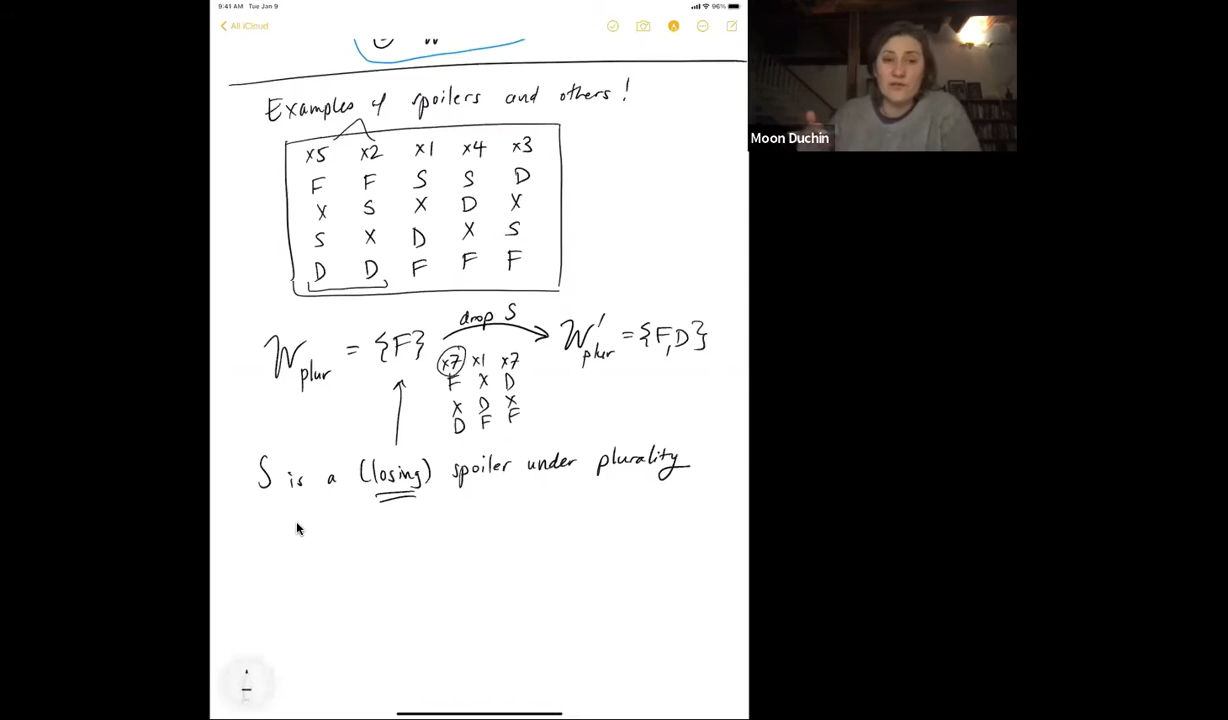 9:41 AM Tue Jan 9
96%
All iCloud
Moon Duchin
Examples of spoilers and others!
x5 x2 x1 x4 x3
F F S S D
X S X D X
S X D X S
D D F F F
W plur = {F} drop S W' plur = {F,D}
x7 x1 x7
F X D
X D X
D F F
S is a (losing) spoiler under plurality